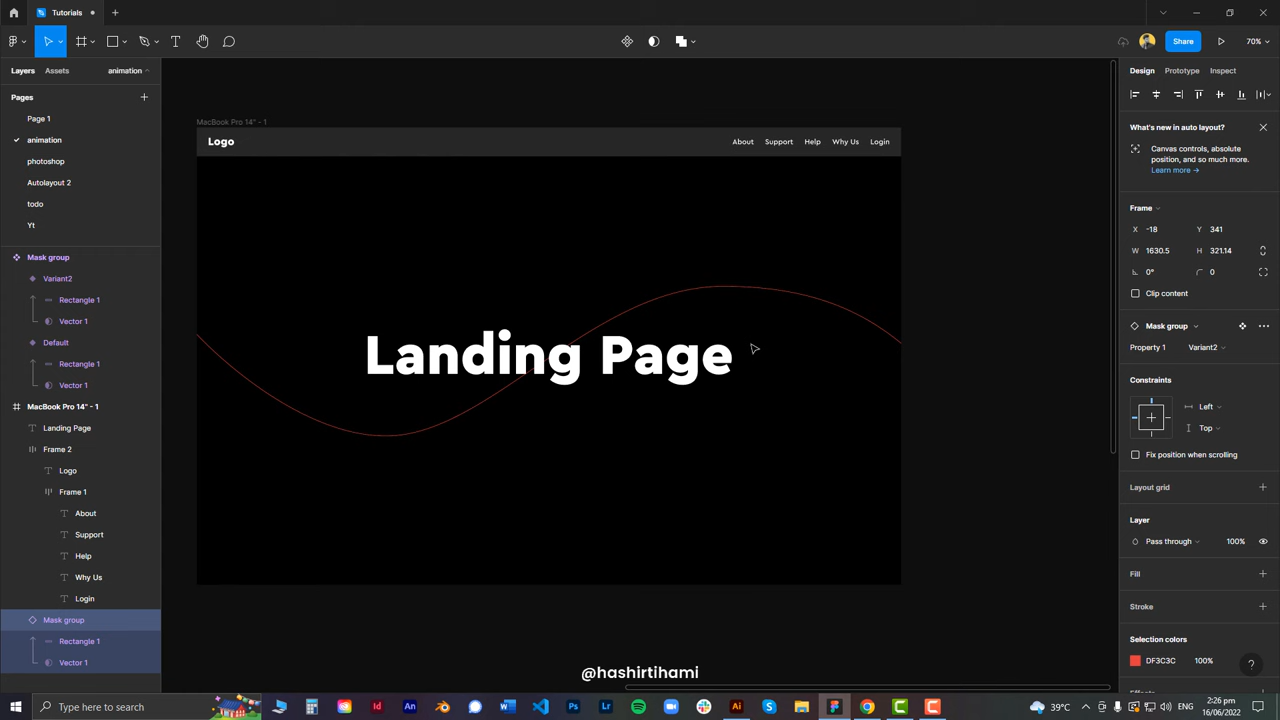 Tutorials
Share
70%
Layers
Assets
animation
Design
Prototype
Inspect
Pages
Page 1
animation
photoshop
Autolayout 2
todo
Yt
Mask group
Variant2
Rectangle 1
Vector 1
Default
Rectangle 1
Vector 1
MacBook Pro 14" - 1
Landing Page
Frame 2
Logo
Frame 1
About
Support
Help
Why Us
Login
Mask group
Rectangle 1
Vector 1
MacBook Pro 14" - 1
Logo
About
Support
Help
Why Us
Login
Landing Page
@hashirtihami
What's new in auto layout?
Canvas controls, absolute
position, and so much more.
Learn more →
Frame
X -18
Y 341
W 1630.5
H 321.14
0°
0
Clip content
Mask group
Property 1
Variant2
Constraints
Left
Top
Fix position when scrolling
Layout grid
Layer
Pass through
100%
Fill
Stroke
Selection colors
DF3C3C
100%
?
Type here to search
39°C
2:26 pm
16/06/2022